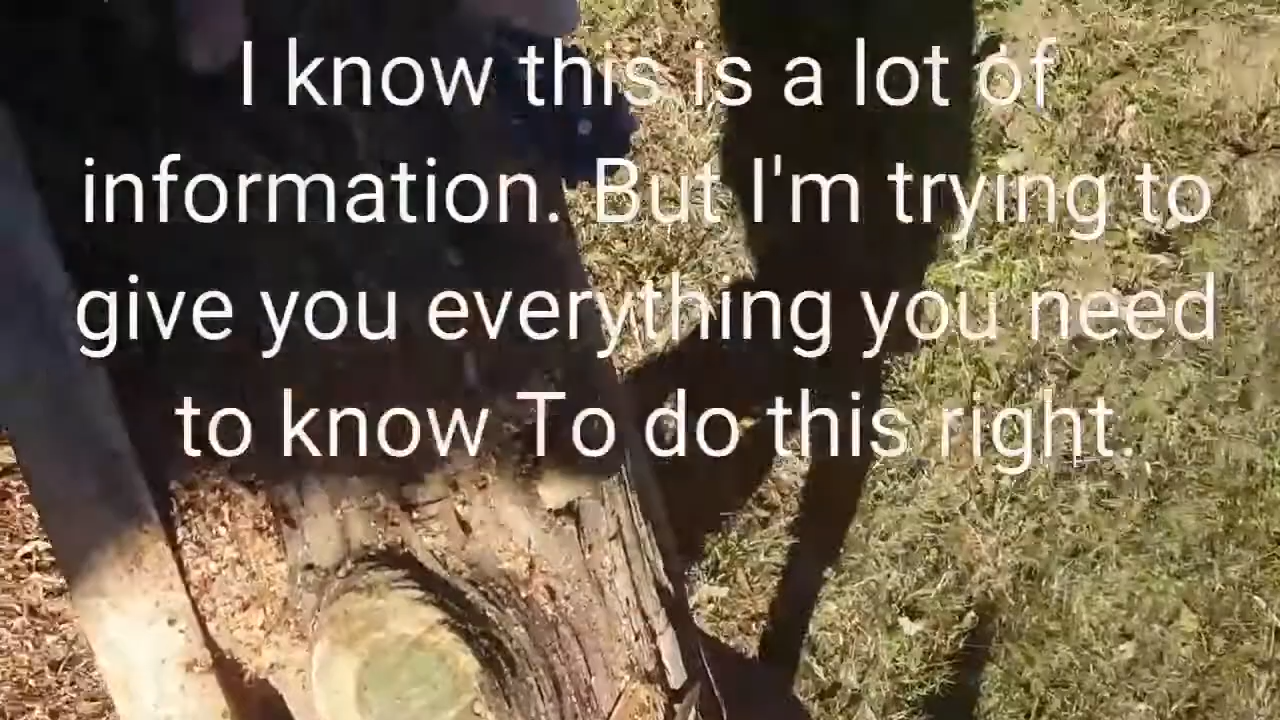 I know this is a lot of
information. But I'm trying to
give you everything you need
to know To do this right.